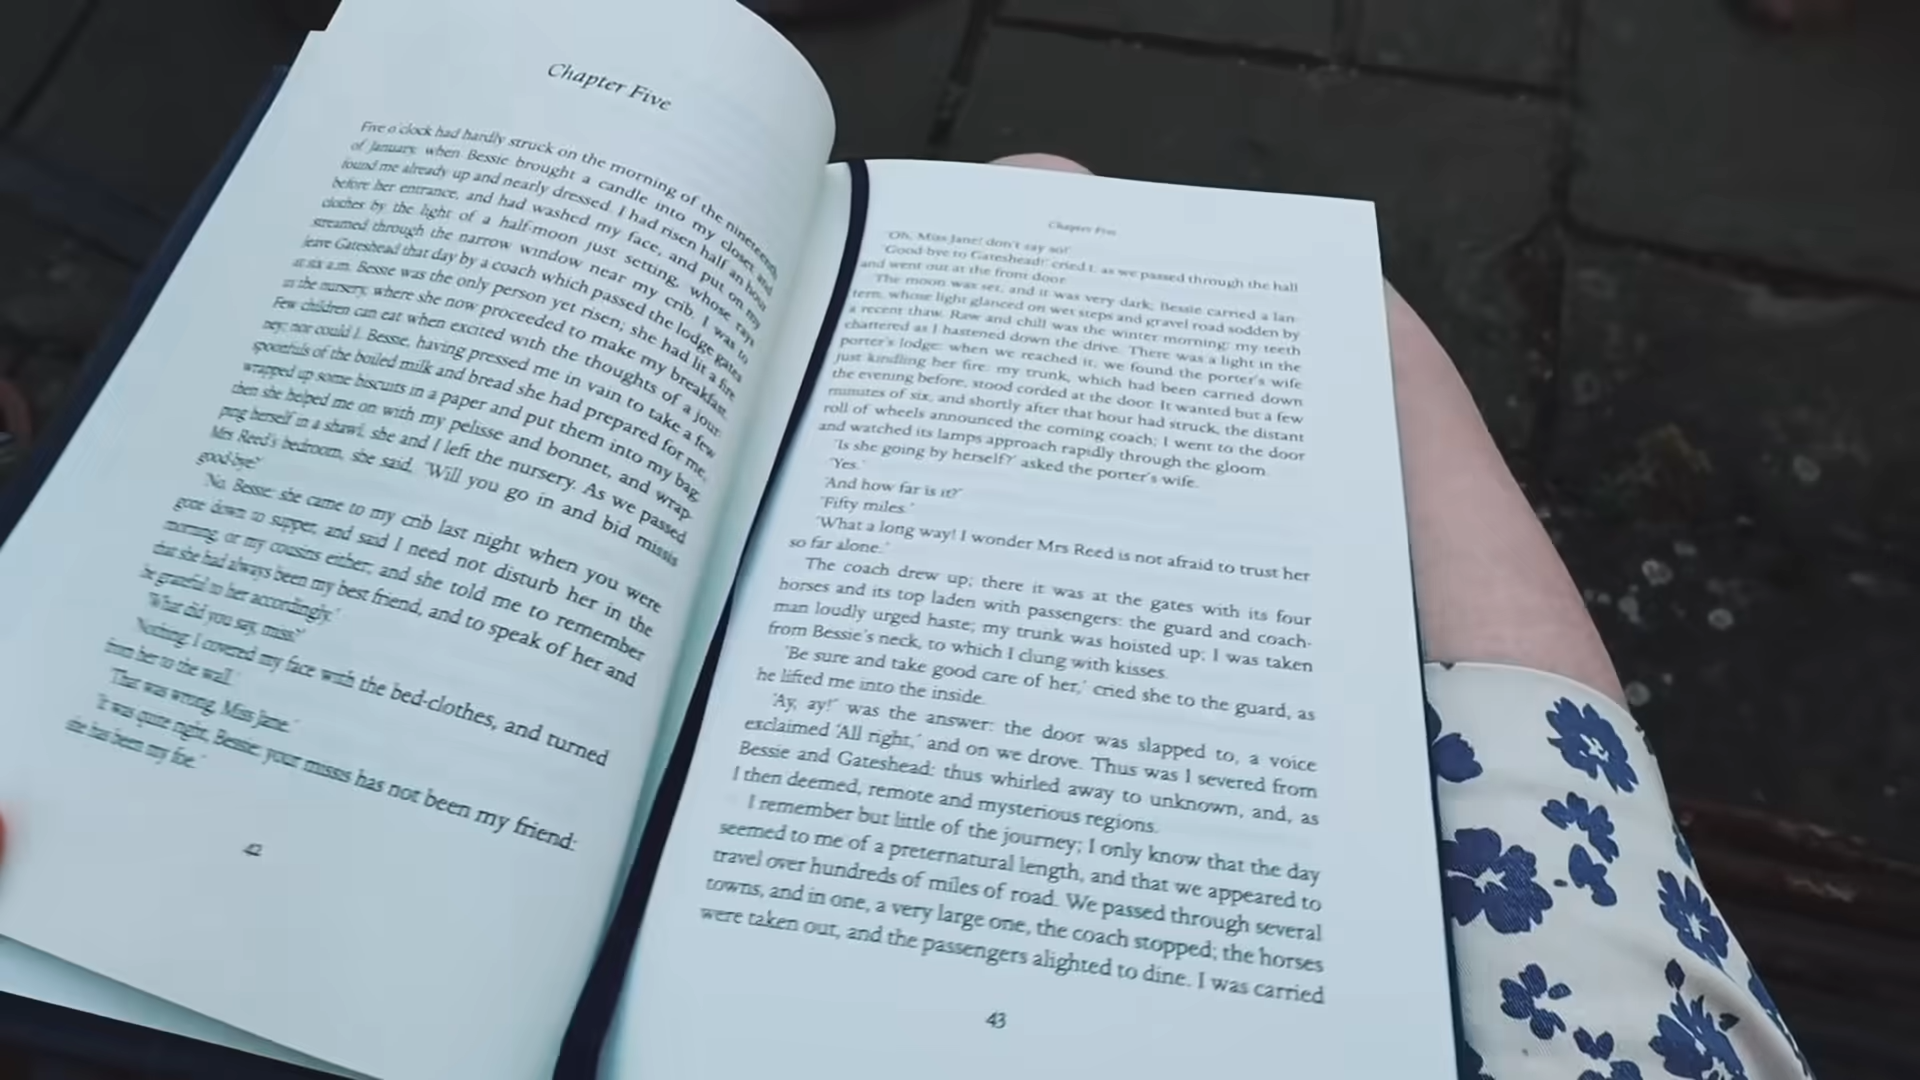 Chapter Five
Five o'clock had hardly struck on the morning of the nineteenth
of January, when Bessie brought a candle into my closet and
found me already up and nearly dressed. I had risen half an hour
before her entrance, and had washed my face, and put on my
clothes by the light of a half-moon just setting, whose rays
streamed through the narrow window near my crib. I was to
leave Gateshead that day by a coach which passed the lodge gates
at six a.m. Bessie was the only person yet risen; she had lit a fire
in the nursery, where she now proceeded to make my breakfast.
Few children can eat when excited with the thoughts of a jour-
ney; nor could I. Bessie, having pressed me in vain to take a few
spoonfuls of the boiled milk and bread she had prepared for me,
wrapped up some biscuits in a paper and put them into my bag;
then she helped me on with my pelisse and bonnet, and wrap-
ping herself in a shawl, she and I left the nursery. As we passed
Mrs Reed's bedroom, she said, 'Will you go in and bid missis
good-bye?'
'No, Bessie: she came to my crib last night when you were
gone down to supper, and said I need not disturb her in the
morning, or my cousins either; and she told me to remember
that she had always been my best friend, and to speak of her and
be grateful to her accordingly.'
'What did you say, miss?'
'Nothing: I covered my face with the bed-clothes, and turned
from her to the wall.'
'That was wrong, Miss Jane.'
'It was quite right, Bessie; your missis has not been my friend:
she has been my foe.'
42
Chapter Five
'Oh, Miss Jane! don't say so!'
'Good-bye to Gateshead!' cried I, as we passed through the hall
and went out at the front door.
The moon was set, and it was very dark; Bessie carried a lan-
tern, whose light glanced on wet steps and gravel road sodden by
a recent thaw. Raw and chill was the winter morning: my teeth
chattered as I hastened down the drive. There was a light in the
porter's lodge: when we reached it, we found the porter's wife
just kindling her fire: my trunk, which had been carried down
the evening before, stood corded at the door. It wanted but a few
minutes of six, and shortly after that hour had struck, the distant
roll of wheels announced the coming coach; I went to the door
and watched its lamps approach rapidly through the gloom.
'Is she going by herself?' asked the porter's wife.
'Yes.'
'And how far is it?'
'Fifty miles.'
'What a long way! I wonder Mrs Reed is not afraid to trust her
so far alone.'
The coach drew up; there it was at the gates with its four
horses and its top laden with passengers: the guard and coach-
man loudly urged haste; my trunk was hoisted up; I was taken
from Bessie's neck, to which I clung with kisses.
'Be sure and take good care of her,' cried she to the guard, as
he lifted me into the inside.
'Ay, ay!' was the answer: the door was slapped to, a voice
exclaimed 'All right,' and on we drove. Thus was I severed from
Bessie and Gateshead: thus whirled away to unknown, and, as
I then deemed, remote and mysterious regions.
I remember but little of the journey; I only know that the day
seemed to me of a preternatural length, and that we appeared to
travel over hundreds of miles of road. We passed through several
towns, and in one, a very large one, the coach stopped; the horses
were taken out, and the passengers alighted to dine. I was carried
43